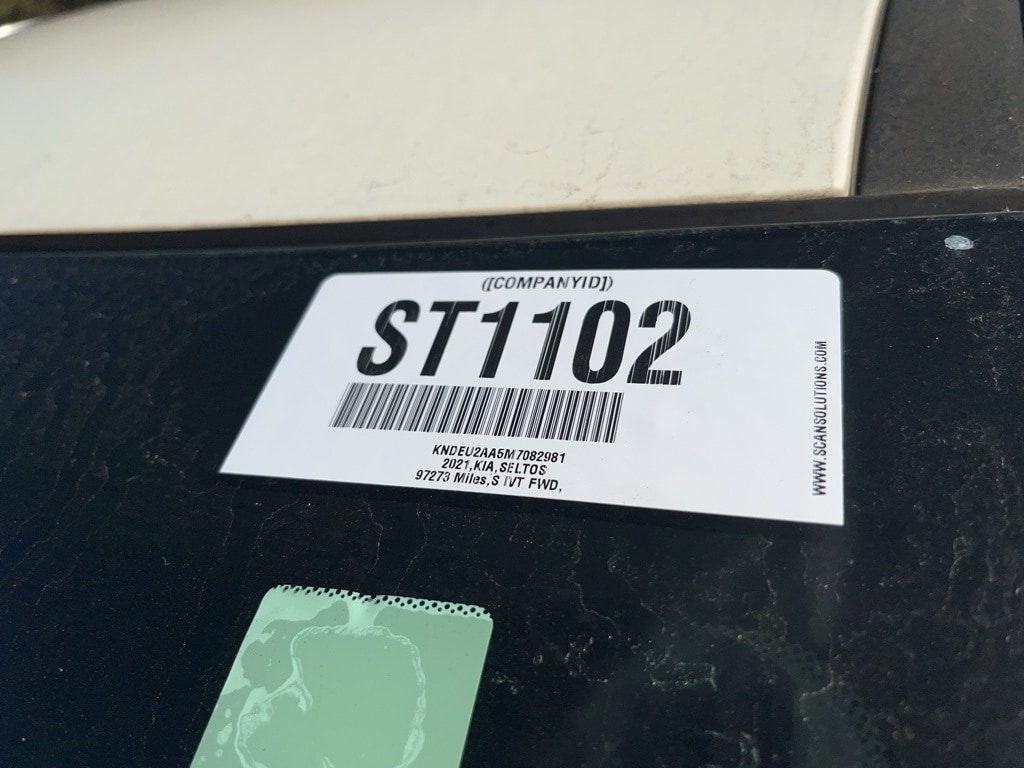 ([COMPANYID])
ST1102
KNDEU2AA5M7082981
2021,KIA,SELTOS
97273 Miles,S IVT FWD,
WWW.SCANSOLUTIONS.COM